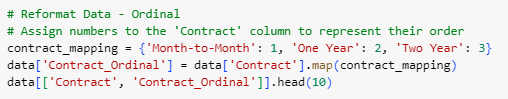 # Reformat Data - Ordinal
# Assign numbers to the 'Contract' column to represent their order
contract_mapping = {'Month-to-Month': 1, 'One Year': 2, 'Two Year': 3}
data['Contract_Ordinal'] = data['Contract'].map(contract_mapping)
data[['Contract', 'Contract_Ordinal']].head(10)